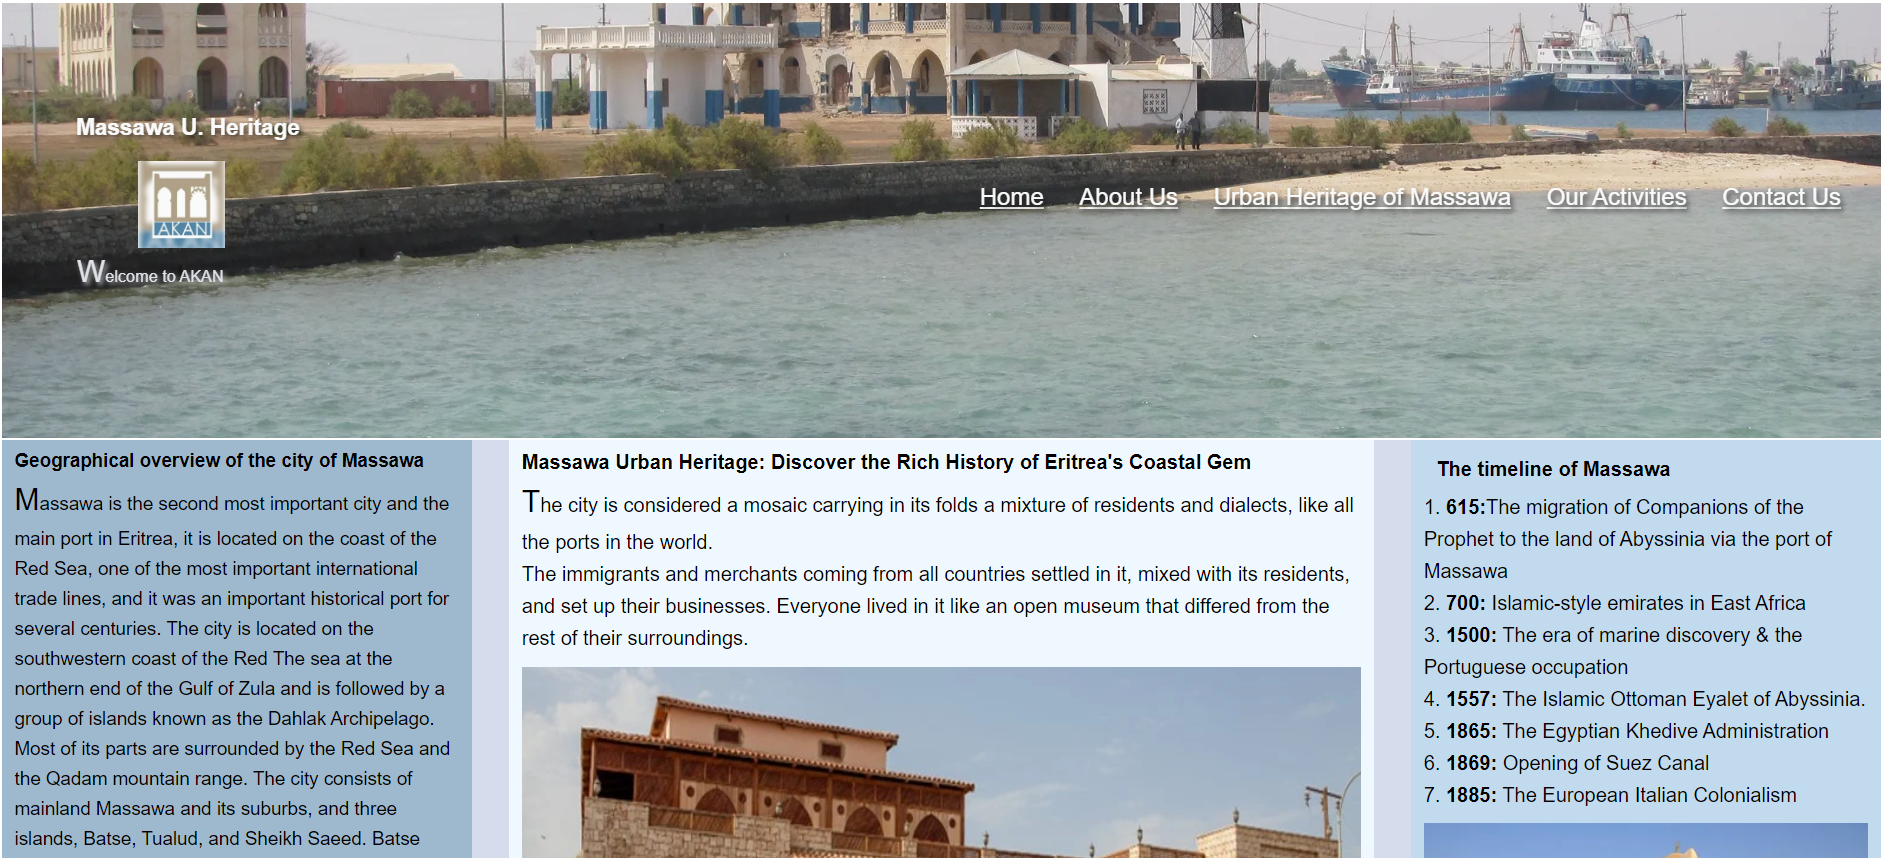 Massawa U. Heritage
AKAN
Welcome to AKAN
Home About Us Urban Heritage of Massawa Our Activities Contact Us
Geographical overview of the city of Massawa
Massawa is the second most important city and the
main port in Eritrea, it is located on the coast of the
Red Sea, one of the most important international
trade lines, and it was an important historical port for
several centuries. The city is located on the
southwestern coast of the Red The sea at the
northern end of the Gulf of Zula and is followed by a
group of islands known as the Dahlak Archipelago.
Most of its parts are surrounded by the Red Sea and
the Qadam mountain range. The city consists of
mainland Massawa and its suburbs, and three
islands, Batse, Tualud, and Sheikh Saeed. Batse
Massawa Urban Heritage: Discover the Rich History of Eritrea's Coastal Gem
The city is considered a mosaic carrying in its folds a mixture of residents and dialects, like all
the ports in the world.
The immigrants and merchants coming from all countries settled in it, mixed with its residents,
and set up their businesses. Everyone lived in it like an open museum that differed from the
rest of their surroundings.
The timeline of Massawa
1. 615:The migration of Companions of the
Prophet to the land of Abyssinia via the port of
Massawa
2. 700: Islamic-style emirates in East Africa
3. 1500: The era of marine discovery & the
Portuguese occupation
4. 1557: The Islamic Ottoman Eyalet of Abyssinia.
5. 1865: The Egyptian Khedive Administration
6. 1869: Opening of Suez Canal
7. 1885: The European Italian Colonialism